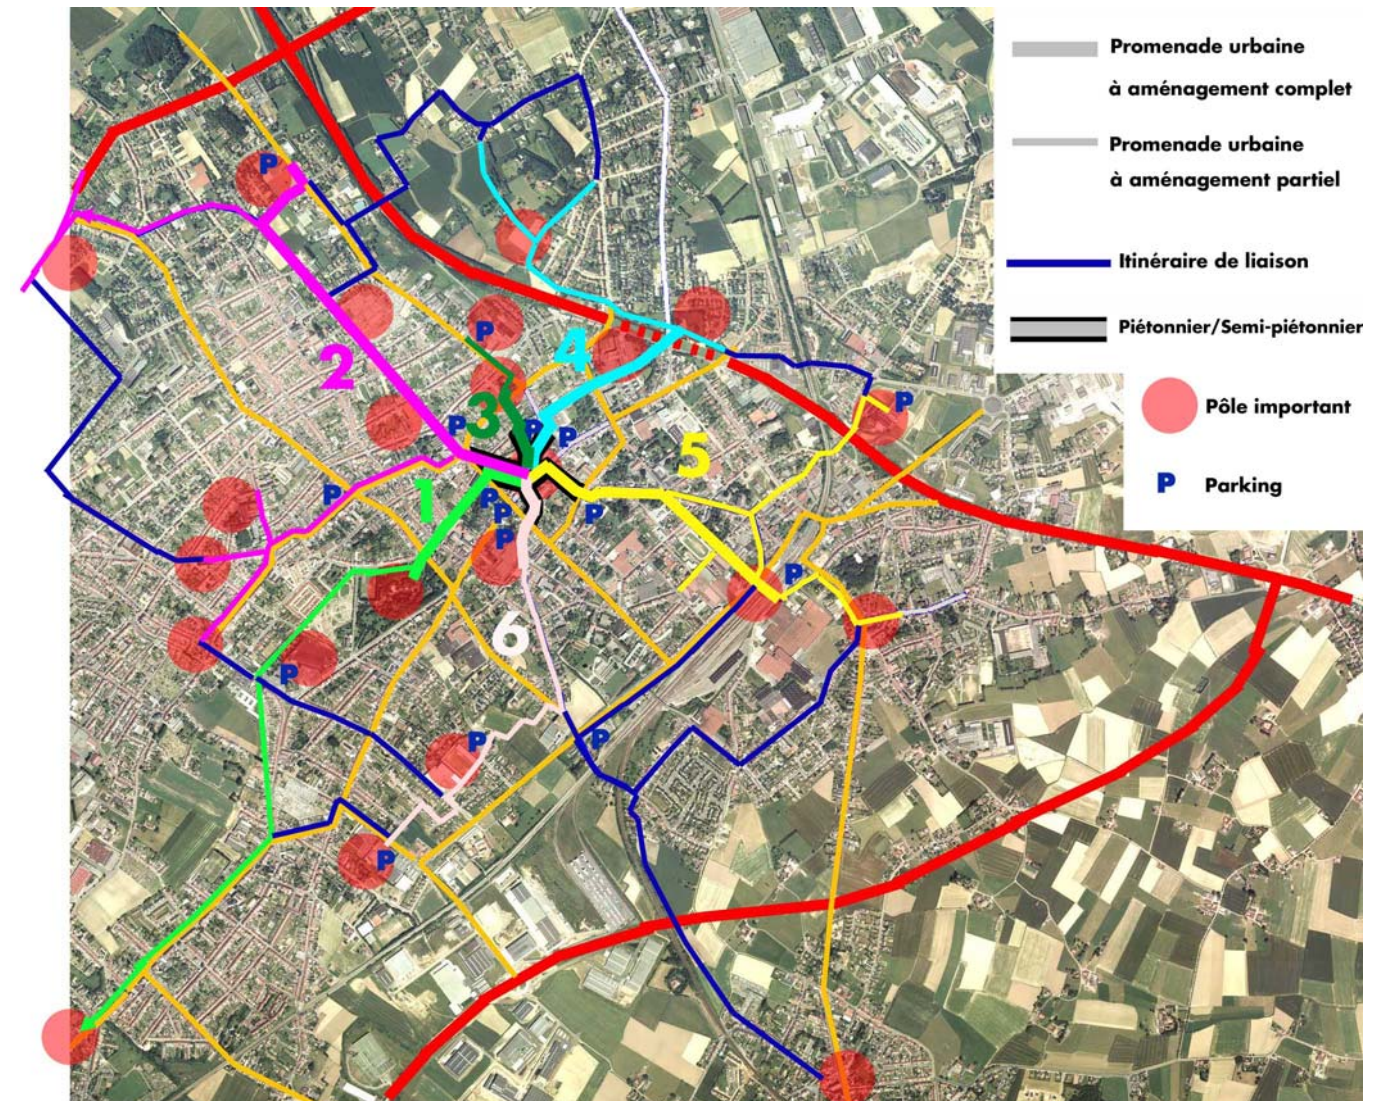 Promenade urbaine
à aménagement complet
Promenade urbaine
à aménagement partiel
Itinéraire de liaison
Piétonnier/Semi-piétonnier
Pôle important
P Parking
P
P
2
4
3
P
P
P
P
5
1
P
P
P
P
P
P
6
P
P
P
P